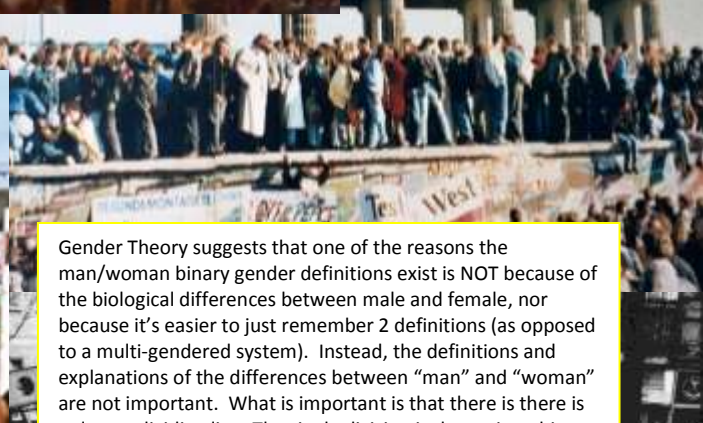 Test
West
Gender Theory suggests that one of the reasons the
man/woman binary gender definitions exist is NOT because of
the biological differences between male and female, nor
because it’s easier to just remember 2 definitions (as opposed
to a multi-gendered system).  Instead, the definitions and
explanations of the differences between “man” and “woman”
are not important.  What is important is that there is there is